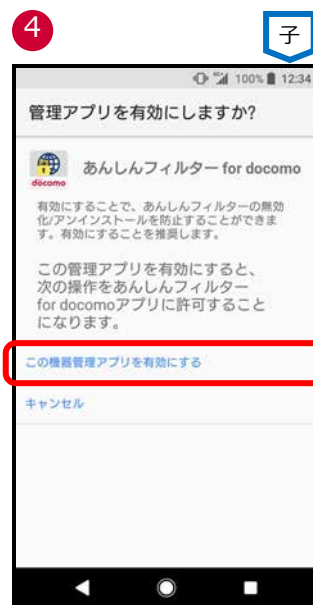 4
子
100% 12:34
管理アプリを有効にしますか?
あんしんフィルター for docomo
docomo
有効にすることで、あんしんフィルターの無効
化/アンインストールを防止することができま
す。有効にすることを推奨します。
この管理アプリを有効にすると、
次の操作をあんしんフィルター
for docomoアプリに許可すること
になります。
この機器管理アプリを有効にする
キャンセル